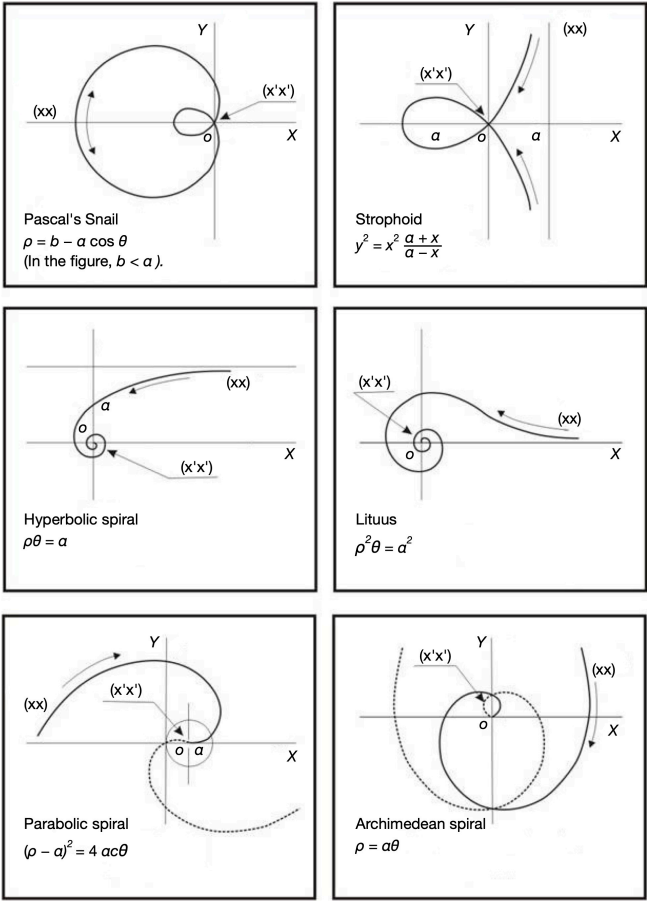 Y
(x'x')
(xx)
o
X
Pascal's Snail
ρ = b – a cos θ
(In the figure, b < a ).
Y
(xx)
(x'x')
a
o
a
X
Strophoid
y² = x² (a + x)/(a – x)
(xx)
a
o
X
(x'x')
Hyperbolic spiral
ρθ = a
(x'x')
(xx)
o
X
Lituus
ρ²θ = a²
Y
(x'x')
(xx)
o
a
X
Parabolic spiral
(ρ – a)² = 4 acθ
Y
(x'x')
(xx)
o
X
Archimedean spiral
ρ = aθ